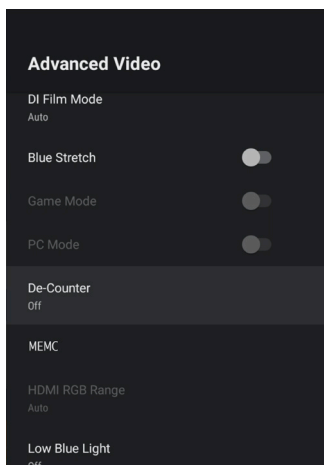 Advanced Video
DI Film Mode
Auto
Blue Stretch
Game Mode
PC Mode
De-Counter
Off
MEMC
HDMI RGB Range
Auto
Low Blue Light
Off